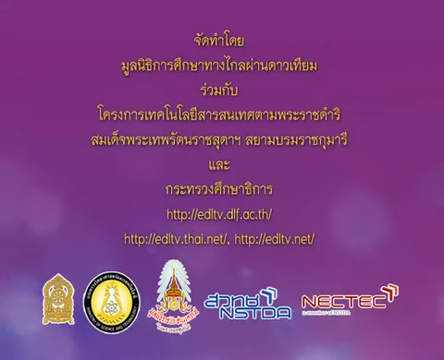 จัดทำโดย
มูลนิธิการศึกษาทางไกลผ่านดาวเทียม
ร่วมกับ
โครงการเทคโนโลยีสารสนเทศตามพระราชดำริ
สมเด็จพระเทพรัตนราชสุดาฯ สยามบรมราชกุมารี
และ
กระทรวงศึกษาธิการ
http://edltv.dlf.ac.th/
http://edltv.thai.net/, http://edltv.net/
สวทช NECTEC
NSTDA a member of NSTDA